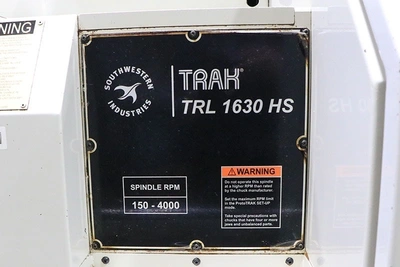 NING
SOUTHWESTERN
INDUSTRIES
TRAK®
TRL 1630 HS
SPINDLE RPM
150 - 4000
WARNING
Do not operate this spindle
at a higher RPM than rated
by the chuck manufacturer.
Set the maximum RPM limit
in the ProtoTRAK SET-UP
mode.
Take special precautions with
chucks that have four or more
jaws and unbalanced parts.